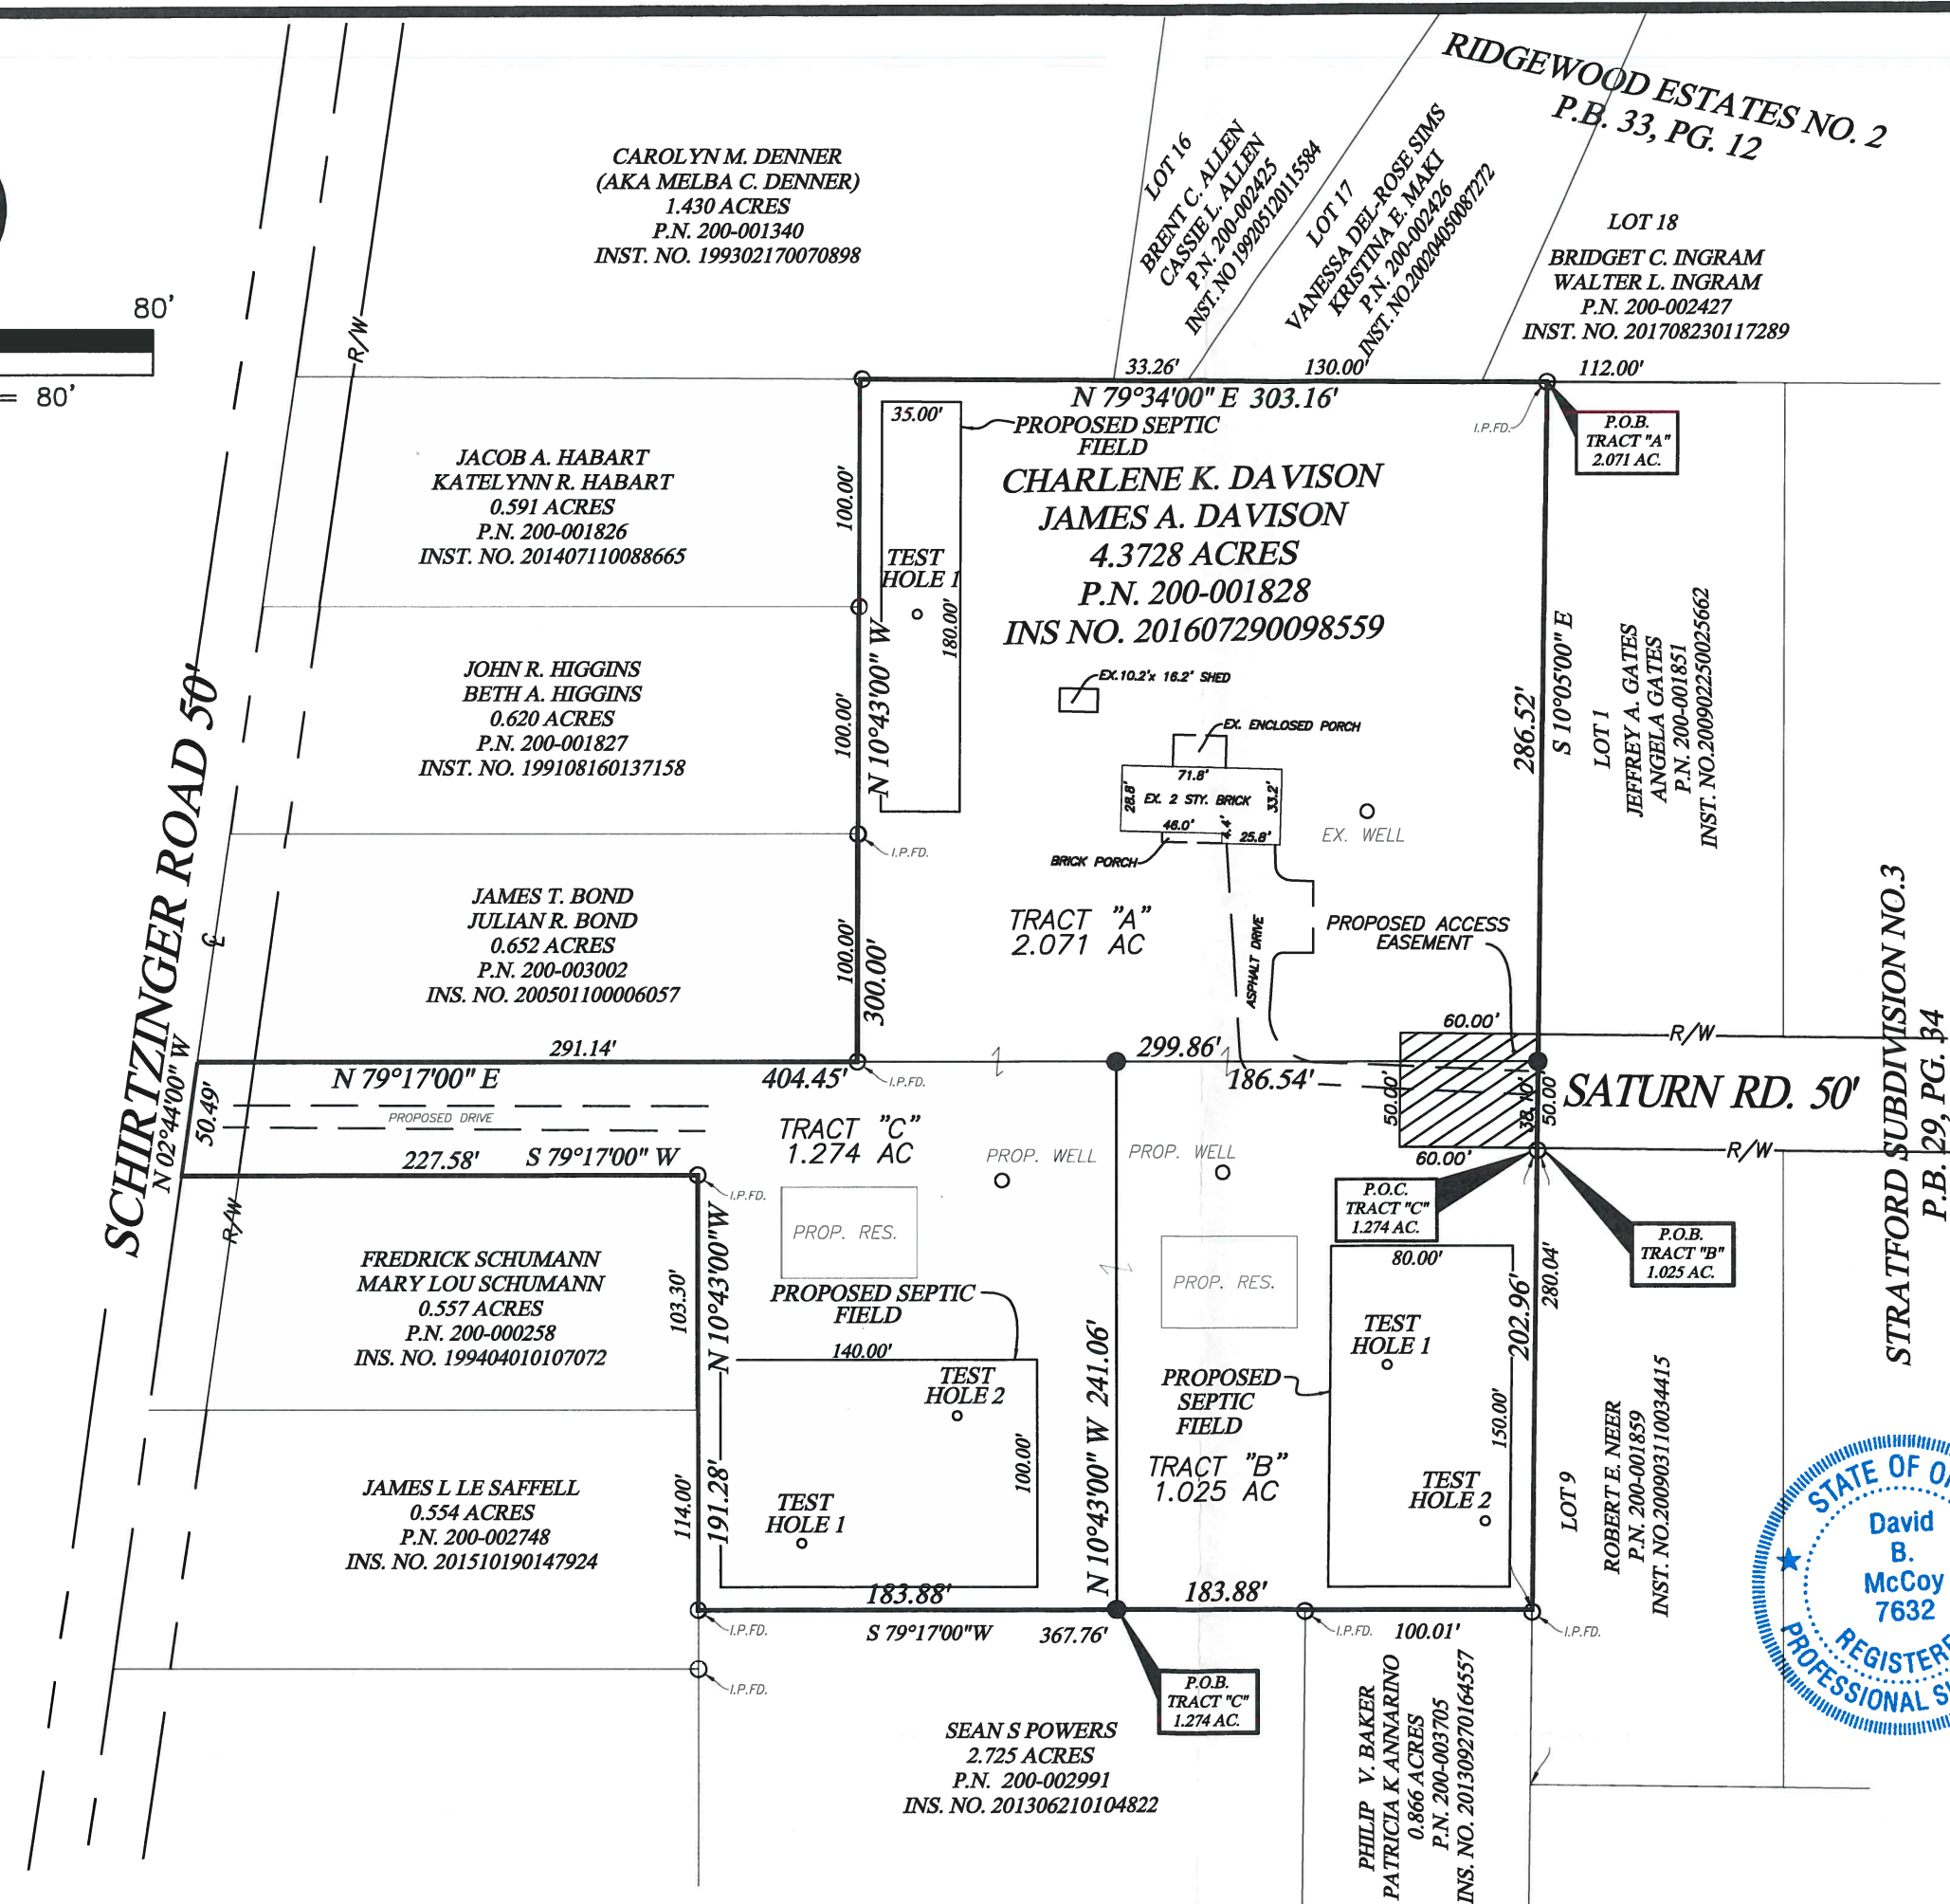 RIDGEWOOD ESTATES NO. 2
P.B. 33, PG. 12
80'
= 80'
R/W
CAROLYN M. DENNER
(AKA MELBA C. DENNER)
1.430 ACRES
P.N. 200-001340
INST. NO. 199302170070898
LOT 16
BRENT C. ALLEN
CASSIE L. ALLEN
P.N. 200-002425
INST. NO 199205120115584
LOT 17
VANESSA DEL-ROSE SIMS
KRISTINA E. MAKI
P.N. 200-002426
INST. NO.200204050087272
LOT 18
BRIDGET C. INGRAM
WALTER L. INGRAM
P.N. 200-002427
INST. NO. 201708230117289
33.26'
130.00'
112.00'
N 79°34'00" E 303.16'
I.P.FD.
P.O.B.
TRACT "A"
2.071 AC.
35.00'
PROPOSED SEPTIC
FIELD
CHARLENE K. DAVISON
JAMES A. DAVISON
4.3728 ACRES
P.N. 200-001828
INS NO. 201607290098559
JACOB A. HABART
KATELYNN R. HABART
0.591 ACRES
P.N. 200-001826
INST. NO. 201407110088665
100.00'
TEST
HOLE 1
180.00'
N 10°43'00" W
JOHN R. HIGGINS
BETH A. HIGGINS
0.620 ACRES
P.N. 200-001827
INST. NO. 199108160137158
100.00'
EX.10.2'x 16.2' SHED
EX. ENCLOSED PORCH
71.8'
28.8'
EX. 2 STY. BRICK
33.2'
46.0'
4.4'
25.8'
BRICK PORCH
EX. WELL
286.52'
S 10°05'00" E
LOT 1
JEFFREY A. GATES
ANGELA GATES
P.N. 200-001851
INST. NO.200902250025662
I.P.FD.
SCHIRTZINGER ROAD 50'
JAMES T. BOND
JULIAN R. BOND
0.652 ACRES
P.N. 200-003002
INS. NO. 200501100006057
100.00'
300.00'
TRACT "A"
2.071 AC
ASPHALT DRIVE
PROPOSED ACCESS
EASEMENT
STRATFORD SUBDIVISION NO.3
P.B. 29, PG. 34
60.00'
R/W
291.14'
299.86'
N 79°17'00" E
404.45'
I.P.FD.
186.54'
50.00'
38.10'
50.00'
SATURN RD. 50'
N 02°44'00" W
50.49'
PROPOSED DRIVE
227.58'
S 79°17'00" W
TRACT "C"
1.274 AC
PROP. WELL
PROP. WELL
60.00'
R/W
I.P.FD.
P.O.C.
TRACT "C"
1.274 AC.
P.O.B.
TRACT "B"
1.025 AC.
R/W
PROP. RES.
PROP. RES.
80.00'
280.04'
202.96'
FREDRICK SCHUMANN
MARY LOU SCHUMANN
0.557 ACRES
P.N. 200-000258
INS. NO. 199404010107072
103.30'
N 10°43'00"W
PROPOSED SEPTIC
FIELD
140.00'
TEST
HOLE 2
100.00'
N 10°43'00" W 241.06'
TEST
HOLE 1
PROPOSED
SEPTIC
FIELD
150.00'
TRACT "B"
1.025 AC
TEST
HOLE 2
LOT 9
ROBERT E. NEER
P.N. 200-001859
INST. NO.200903110034415
JAMES L LE SAFFELL
0.554 ACRES
P.N. 200-002748
INS. NO. 201510190147924
114.00'
191.28'
TEST
HOLE 1
STATE OF
David
B.
McCoy
7632
REGISTERE
PROFESSIONAL
183.88'
183.88'
I.P.FD.
S 79°17'00"W
367.76'
I.P.FD.
100.01'
I.P.FD.
I.P.FD.
P.O.B.
TRACT "C"
1.274 AC.
SEAN S POWERS
2.725 ACRES
P.N. 200-002991
INS. NO. 201306210104822
PHILIP V. BAKER
PATRICIA K ANNARINO
0.866 ACRES
P.N. 200-003705
INS. NO. 201309270164557